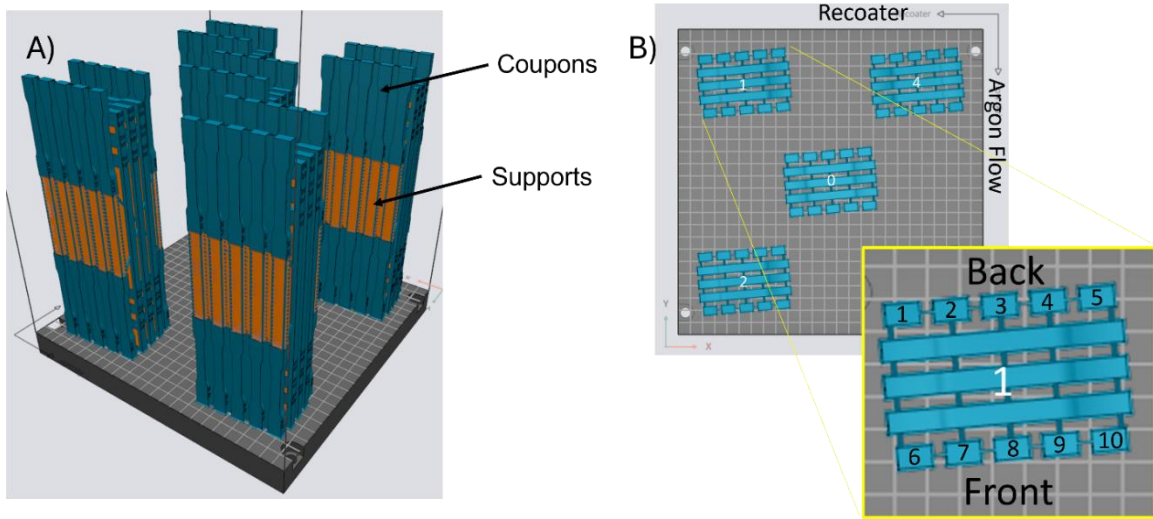 A)
Coupons
Supports
B)
Recoater
Recoater
Argon Flow
1
4
0
2
Y
X
Back
1 2 3 4 5
1
6 7 8 9 10
Front